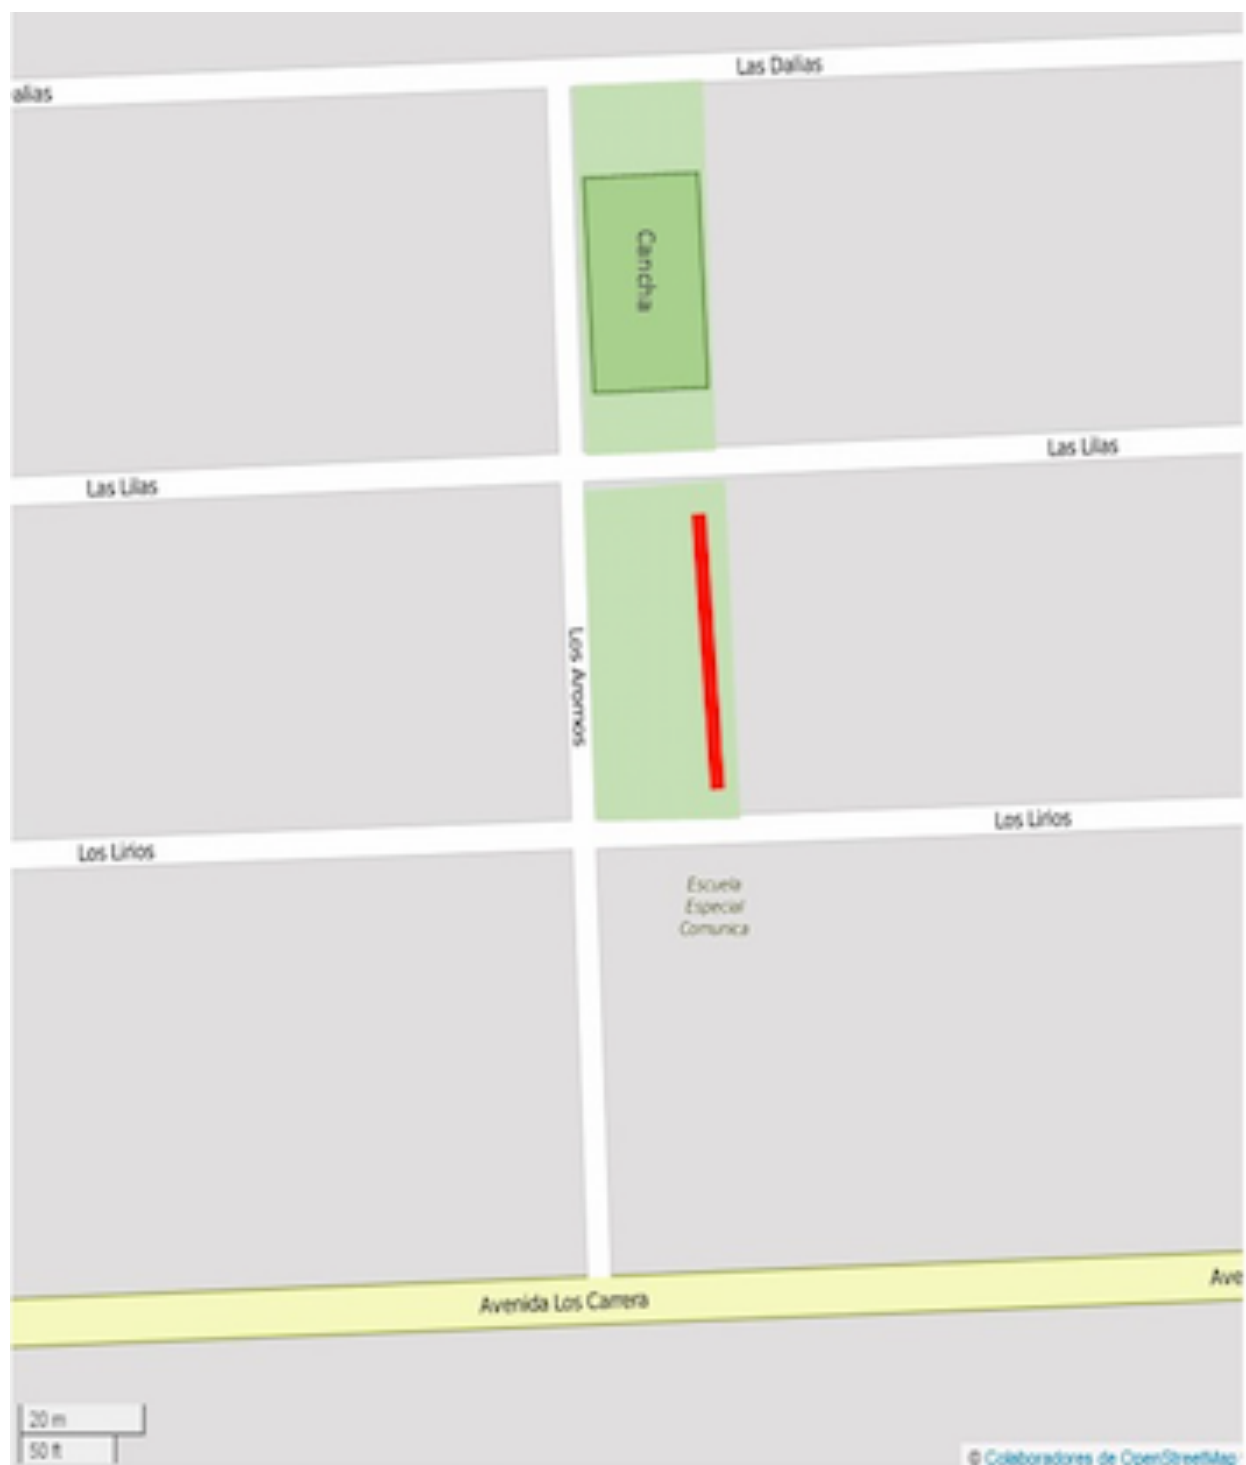 Las Dalias
alias
Cancha
Las Lilas
Las Lilas
Los Aromos
Los Lirios
Los Lirios
Escuela
Especial
Comunica
Ave
Avenida Los Carrera
20 m
50 ft
© Colaboradores de OpenStreetMap